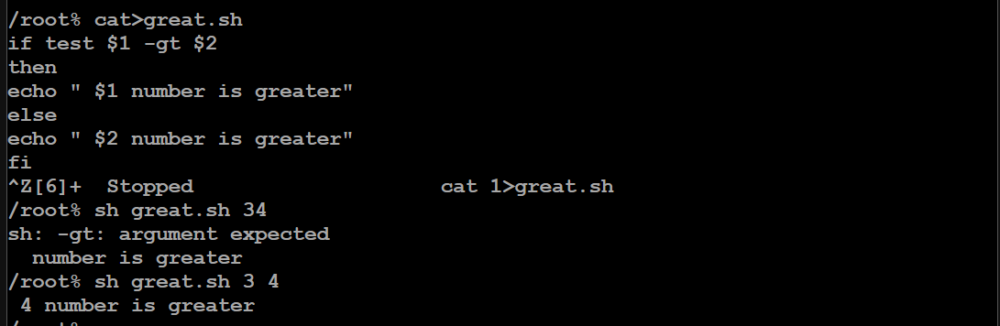 /root% cat>great.sh
if test $1 -gt $2
then
echo " $1 number is greater"
else
echo " $2 number is greater"
fi
^Z[6]+  Stopped                    cat 1>great.sh
/root% sh great.sh 34
sh: -gt: argument expected
  number is greater
/root% sh great.sh 3 4
 4 number is greater